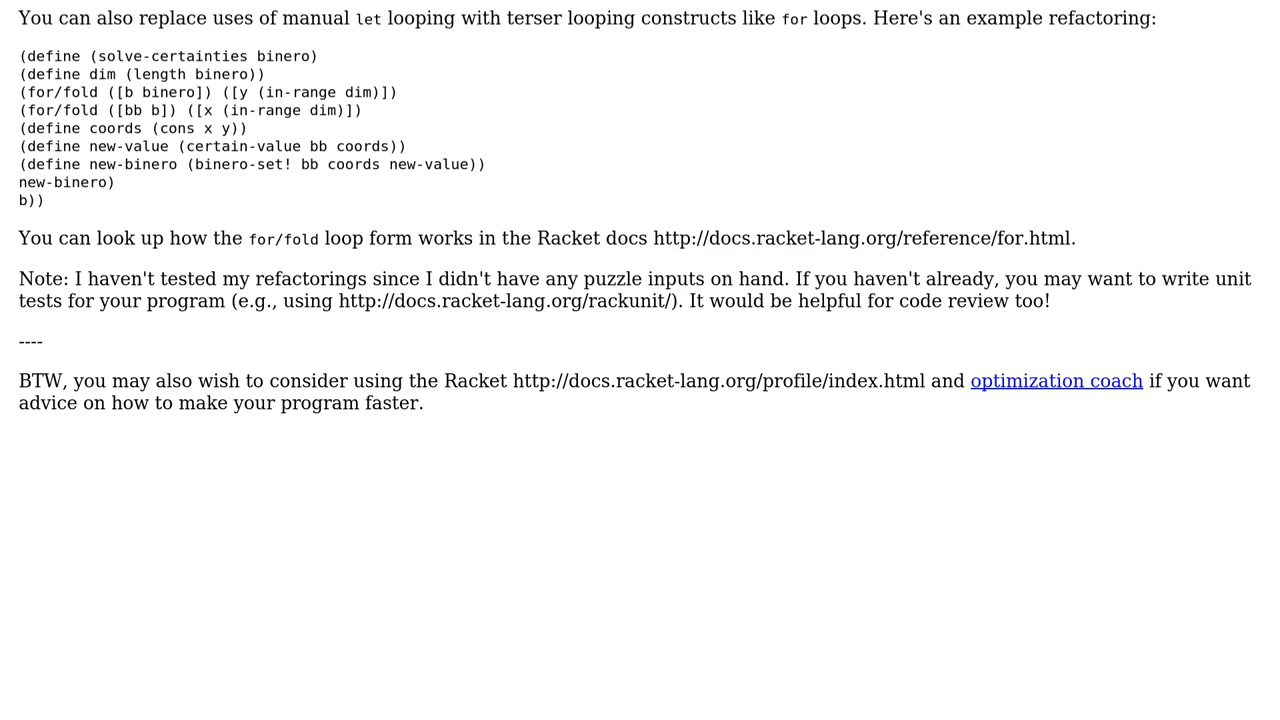 You can also replace uses of manual let looping with terser looping constructs like for loops. Here's an example refactoring:
(define (solve-certainties binero)
(define dim (length binero))
(for/fold ([b binero]) ([y (in-range dim)])
(for/fold ([bb b]) ([x (in-range dim)])
(define coords (cons x y))
(define new-value (certain-value bb coords))
(define new-binero (binero-set! bb coords new-value))
new-binero)
b))
You can look up how the for/fold loop form works in the Racket docs http://docs.racket-lang.org/reference/for.html.
Note: I haven't tested my refactorings since I didn't have any puzzle inputs on hand. If you haven't already, you may want to write unit
tests for your program (e.g., using http://docs.racket-lang.org/rackunit/). It would be helpful for code review too!
----
BTW, you may also wish to consider using the Racket http://docs.racket-lang.org/profile/index.html and optimization coach if you want
advice on how to make your program faster.